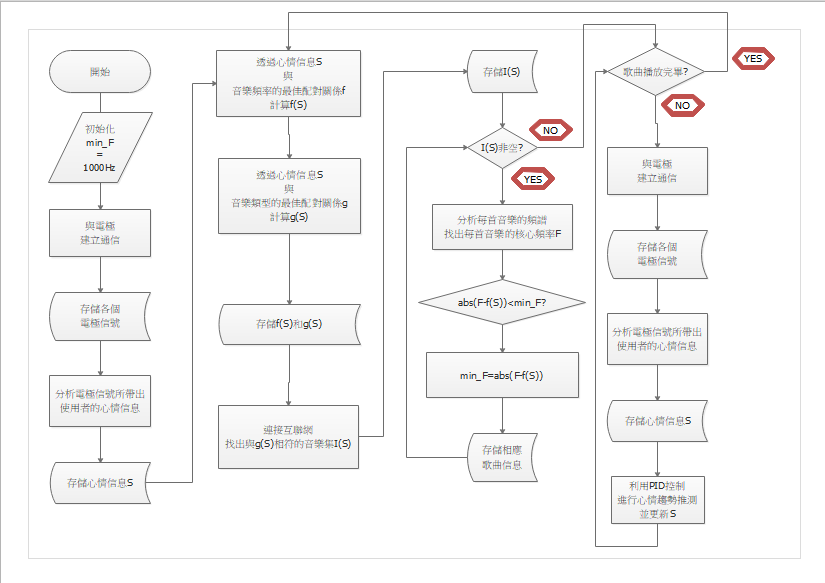 開始
初始化
min_F
=
1000Hz
與電極
建立通信
存儲各個
電極信號
分析電極信號所帶出
使用者的心情信息
存儲心情信息S
透過心情信息S
與
音樂頻率的最佳配對關係f
計算f(S)
透過心情信息S
與
音樂類型的最佳配對關係g
計算g(S)
存儲f(S)和g(S)
連接互聯網
找出與g(S)相符的音樂集I(S)
存儲I(S)
I(S)非空?
NO
YES
分析每首音樂的頻譜
找出每首音樂的核心頻率F
abs(F-f(S))<min_F?
min_F=abs(F-f(S))
存儲相應
歌曲信息
歌曲播放完畢?
YES
NO
與電極
建立通信
存儲各個
電極信號
分析電極信號所帶出
使用者的心情信息
存儲心情信息S
利用PID控制
進行心情趨勢推測
並更新S